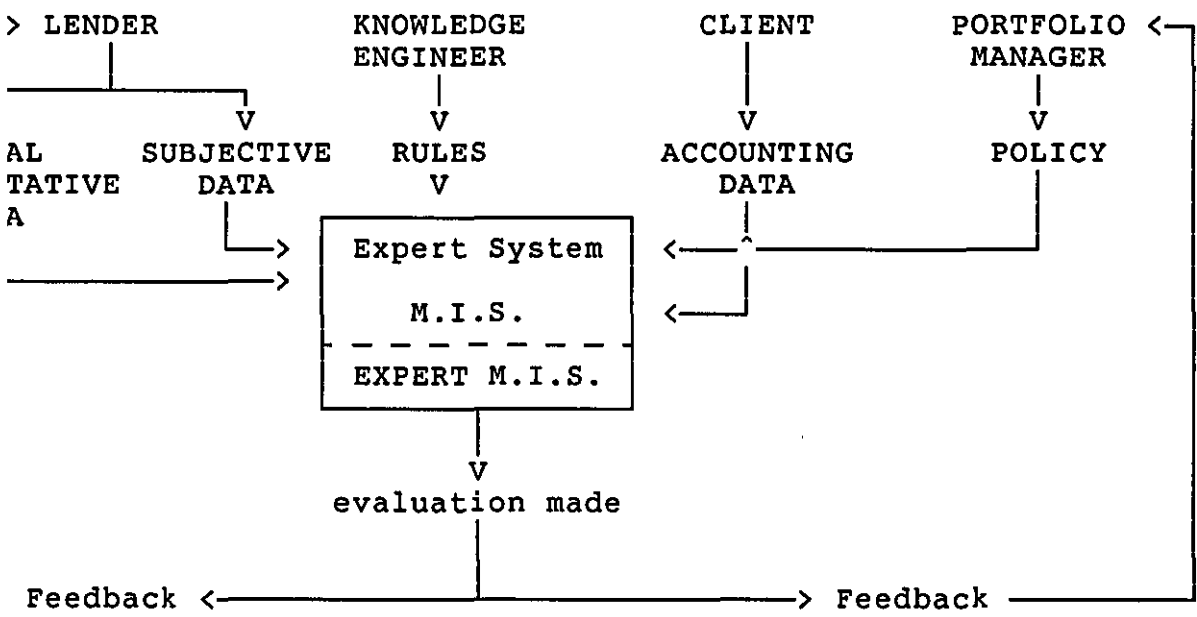 > LENDER KNOWLEDGE CLIENT PORTFOLIO <
ENGINEER MANAGER
V V V V
AL SUBJECTIVE RULES ACCOUNTING POLICY
TATIVE DATA V DATA
A
> Expert System <
>
M.I.S. <
EXPERT M.I.S.
V
evaluation made
Feedback < > Feedback